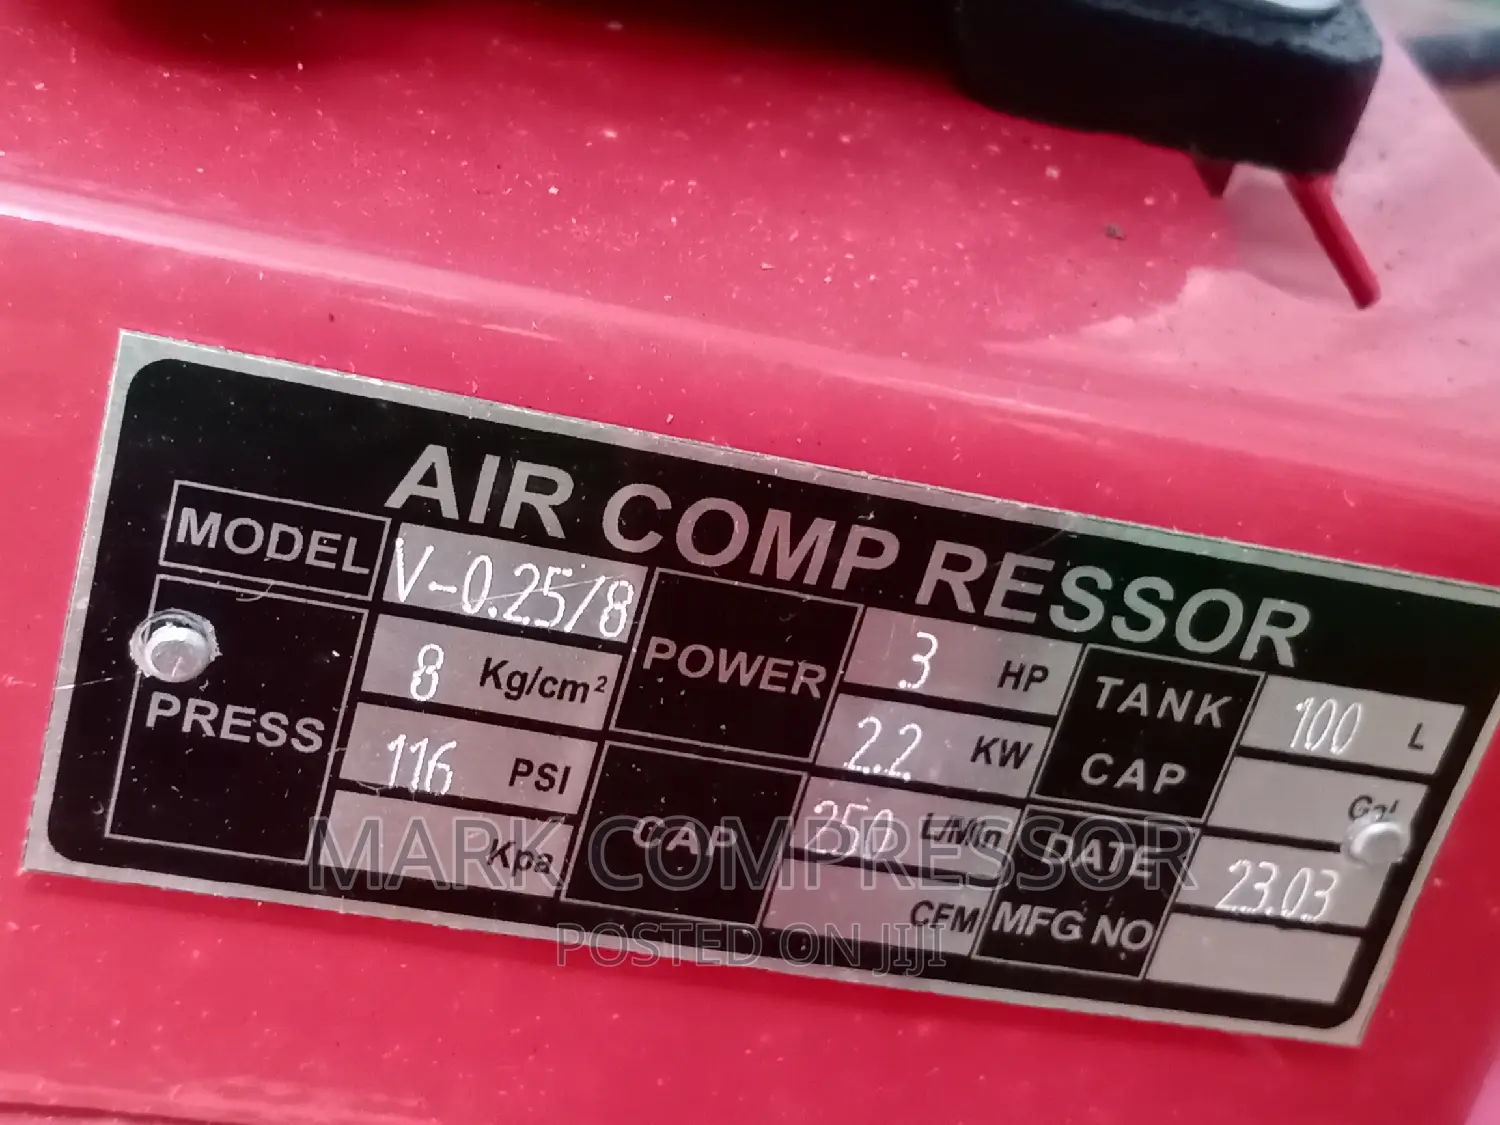 AIR COMP RESSOR
MODEL V-0.25/8
PRESS 8 Kg/cm²
116 PSI
Kpa
POWER 3 HP
2.2 KW
CAP 250 L/Min
CFM
TANK CAP 100 L
Gal
DATE 23.03
MFG NO
MARK COMPRESSOR
POSTED ON JIJI